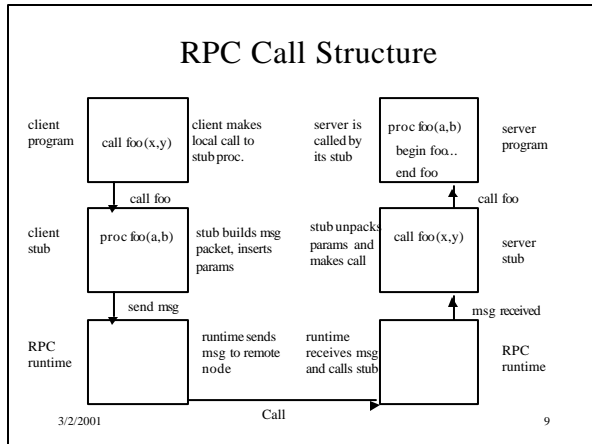 RPC Call Structure
client
program
call foo(x,y)
client makes
local call to
stub proc.
server is
called by
its stub
proc foo(a,b)
begin foo...
end foo
server
program
call foo
call foo
client
stub
proc foo(a,b)
stub builds msg
packet, inserts
params
stub unpacks
params and
makes call
call foo(x,y)
server
stub
send msg
msg received
RPC
runtime
runtime sends
msg to remote
node
runtime
receives msg
and calls stub
RPC
runtime
Call
3/2/2001
9